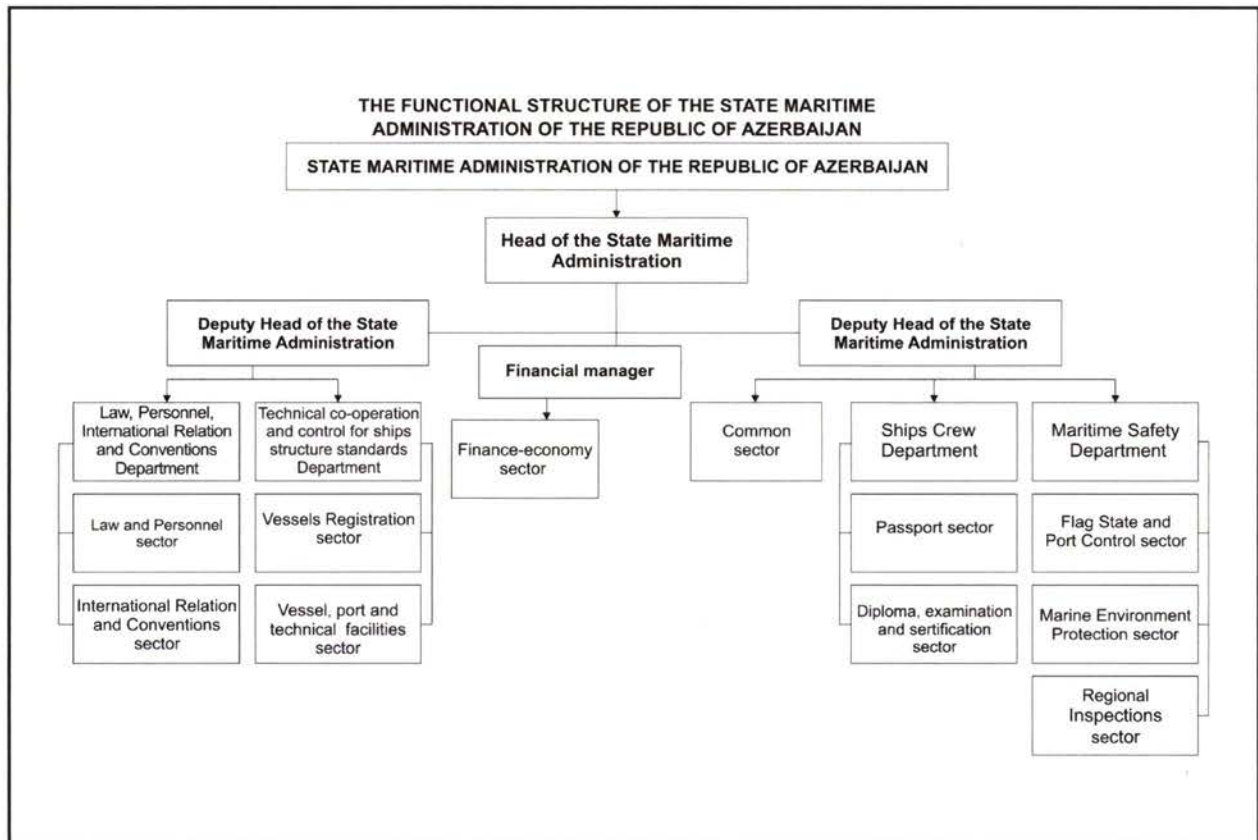 THE FUNCTIONAL STRUCTURE OF THE STATE MARITIME
ADMINISTRATION OF THE REPUBLIC OF AZERBAIJAN
STATE MARITIME ADMINISTRATION OF THE REPUBLIC OF AZERBAIJAN
Head of the State Maritime
Administration
Deputy Head of the State
Maritime Administration
Financial manager
Deputy Head of the State
Maritime Administration
Law, Personnel,
International Relation
and Conventions
Department
Technical co-operation
and control for ships
structure standards
Department
Finance-economy
sector
Common
sector
Ships Crew
Department
Maritime Safety
Department
Law and Personnel
sector
Vessels Registration
sector
Passport sector
Flag State and
Port Control sector
International Relation
and Conventions
sector
Vessel, port and
technical facilities
sector
Diploma, examination
and sertification
sector
Marine Environment
Protection sector
Regional
Inspections
sector